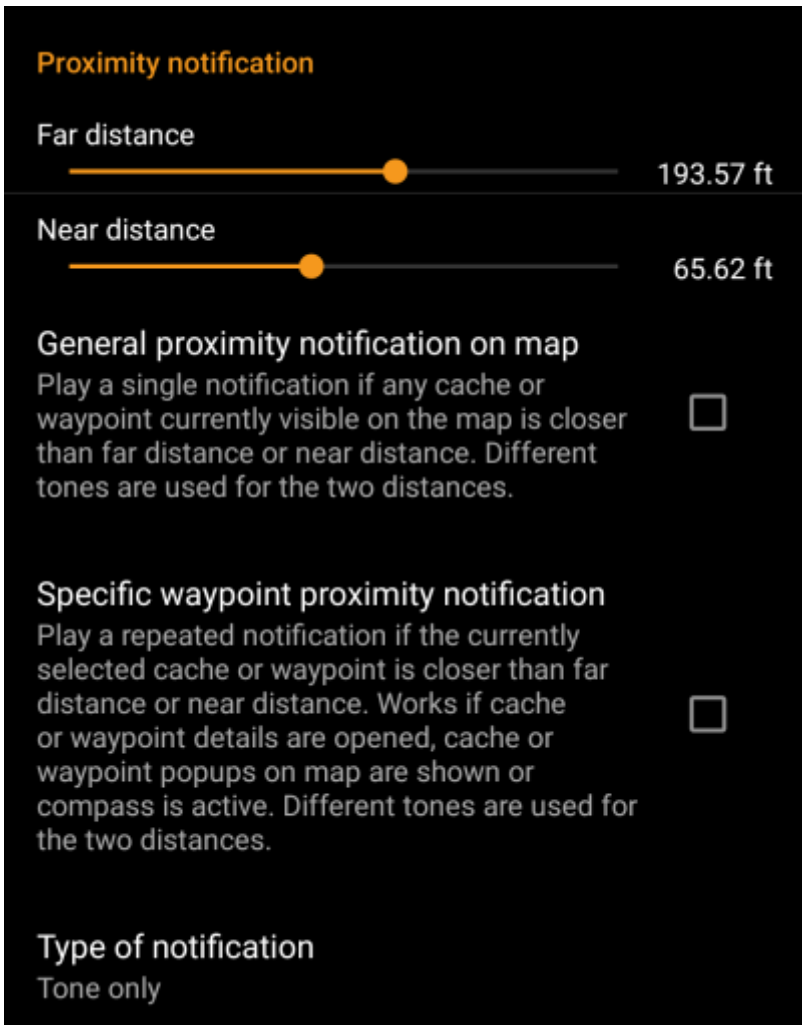 Proximity notification
Far distance
193.57 ft
Near distance
65.62 ft
General proximity notification on map
Play a single notification if any cache or
waypoint currently visible on the map is closer
than far distance or near distance. Different
tones are used for the two distances.
Specific waypoint proximity notification
Play a repeated notification if the currently
selected cache or waypoint is closer than far
distance or near distance. Works if cache
or waypoint details are opened, cache or
waypoint popups on map are shown or
compass is active. Different tones are used for
the two distances.
Type of notification
Tone only